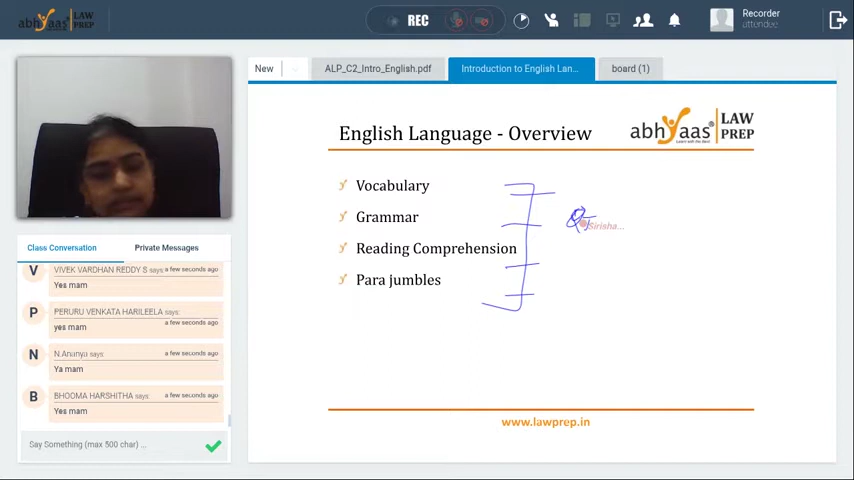 abhyaas LAW PREP
REC
Recorder
attendee
New
ALP_C2_Intro_English.pdf
Introduction to English Lan...
board (1)
English Language - Overview
abhyaas® LAW PREP
Vocabulary
Grammar
Reading Comprehension
Para jumbles
Sirisha...
www.lawprep.in
Class Conversation
Private Messages
V VIVEK VARDHAN REDDY S says: a few seconds ago
Yes mam
P PERURU VENKATA HARILEELA says:
yes mam a few seconds ago
N N.Ananya says: a few seconds ago
Ya mam
B BHOOMA HARSHITHA says: a few seconds ago
Yes mam
Say Something (max 500 char) ...